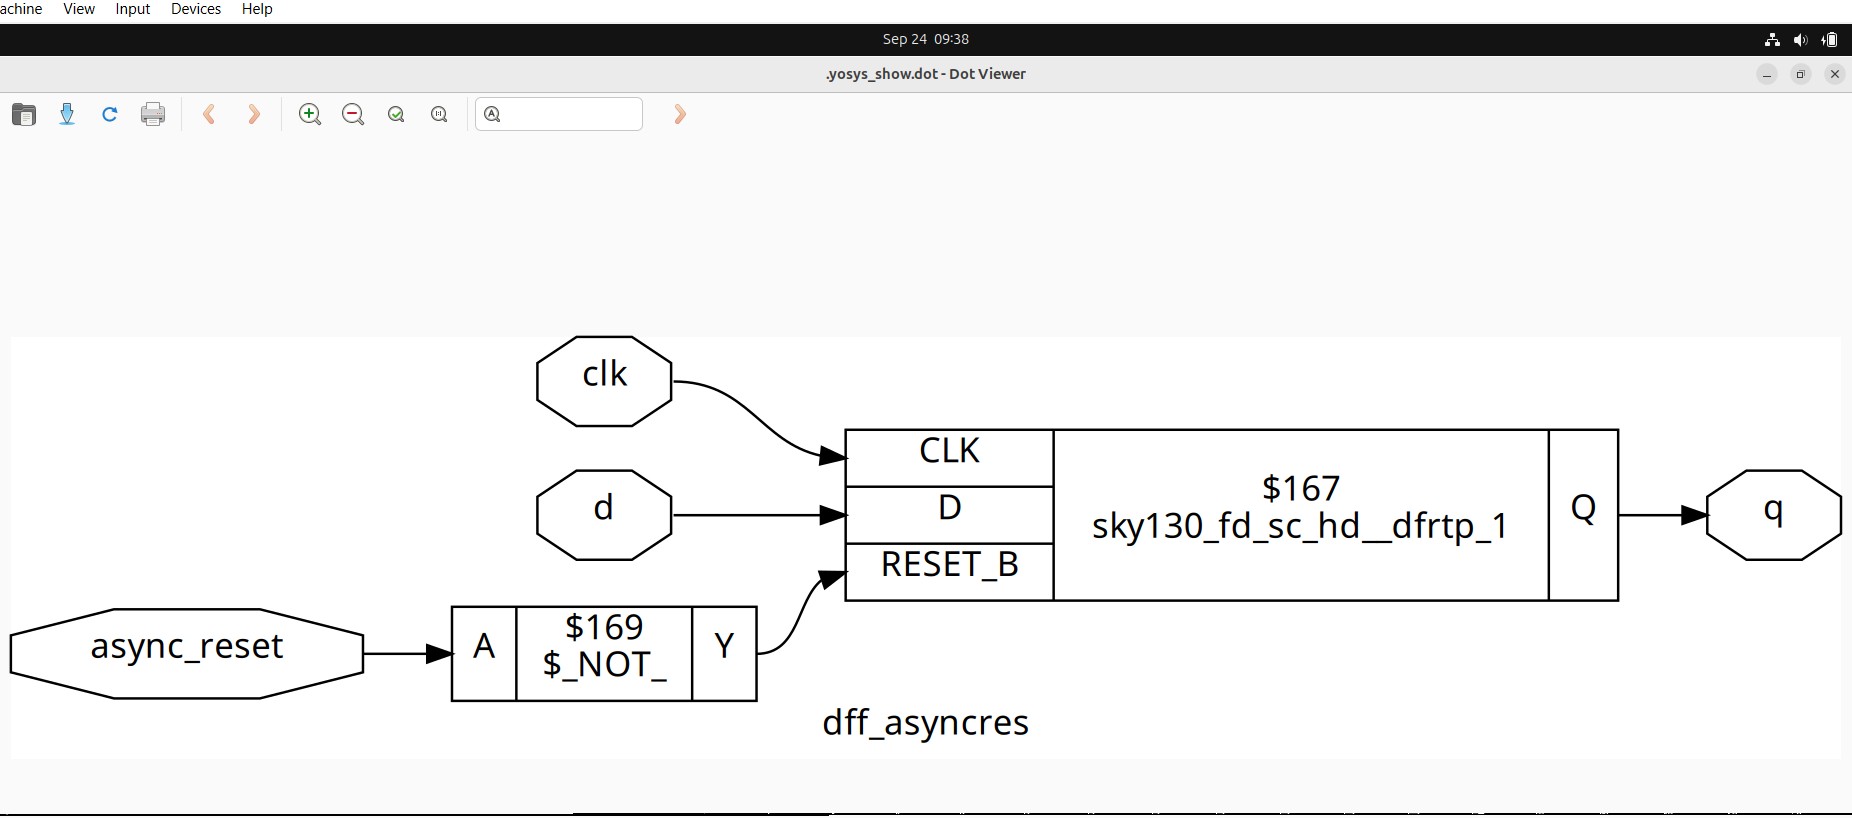 achine View Input Devices Help
Sep 24 09:38
.yosys_show.dot - Dot Viewer
clk
CLK
d
D
$167
sky130_fd_sc_hd__dfrtp_1
Q
q
RESET_B
async_reset
A
$169
$_NOT_
Y
dff_asyncres